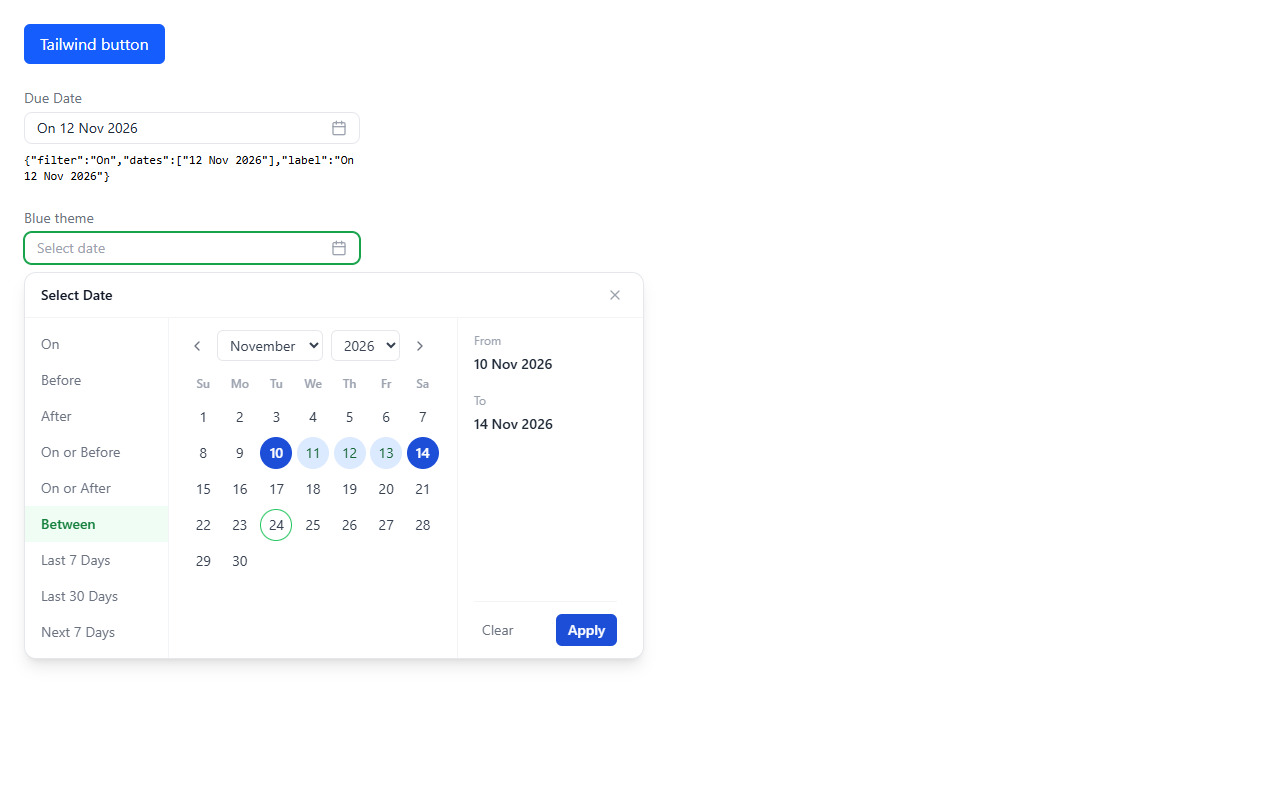 Tailwind button
Due Date
On 12 Nov 2026
{"filter":"On","dates":["12 Nov 2026"],"label":"On
12 Nov 2026"}
Blue theme
Select date
Select Date
On
Before
After
On or Before
On or After
Between
Last 7 Days
Last 30 Days
Next 7 Days
November 2026
Su Mo Tu We Th Fr Sa
1 2 3 4 5 6 7
8 9 10 11 12 13 14
15 16 17 18 19 20 21
22 23 24 25 26 27 28
29 30
From
10 Nov 2026
To
14 Nov 2026
Clear Apply